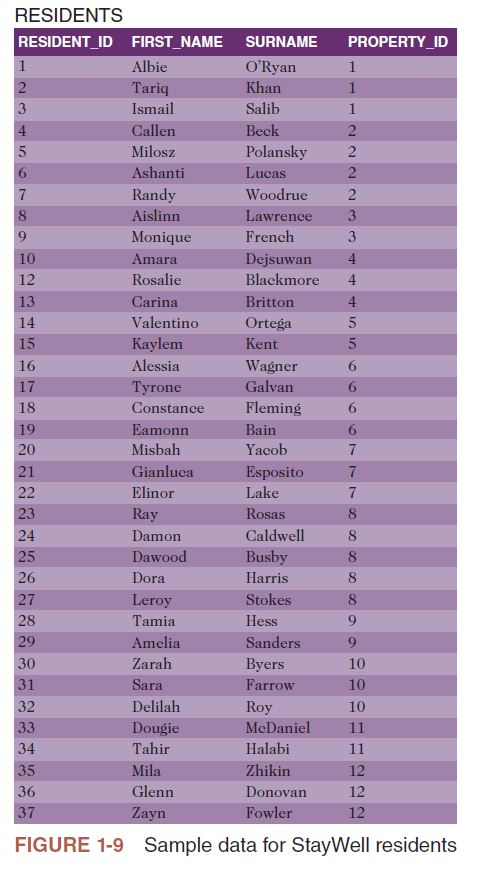 RESIDENTS
RESIDENT_ID FIRST_NAME SURNAME PROPERTY_ID
1 Albie O’Ryan 1
2 Tariq Khan 1
3 Ismail Salib 1
4 Callen Beck 2
5 Milosz Polansky 2
6 Ashanti Lucas 2
7 Randy Woodrue 2
8 Aislinn Lawrence 3
9 Monique French 3
10 Amara Dejsuwan 4
12 Rosalie Blackmore 4
13 Carina Britton 4
14 Valentino Ortega 5
15 Kaylem Kent 5
16 Alessia Wagner 6
17 Tyrone Galvan 6
18 Constance Fleming 6
19 Eamonn Bain 6
20 Misbah Yacob 7
21 Gianluca Esposito 7
22 Elinor Lake 7
23 Ray Rosas 8
24 Damon Caldwell 8
25 Dawood Busby 8
26 Dora Harris 8
27 Leroy Stokes 8
28 Tamia Hess 9
29 Amelia Sanders 9
30 Zarah Byers 10
31 Sara Farrow 10
32 Delilah Roy 10
33 Dougie McDaniel 11
34 Tahir Halabi 11
35 Mila Zhikin 12
36 Glenn Donovan 12
37 Zayn Fowler 12
FIGURE 1-9 Sample data for StayWell residents